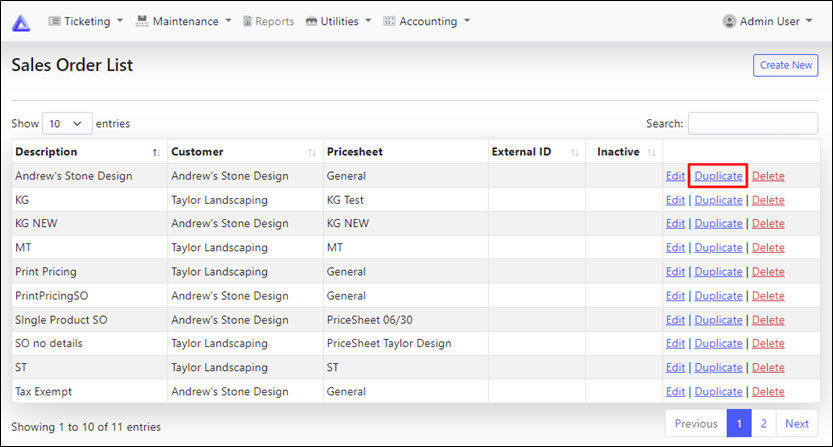 Ticketing Maintenance Reports Utilities Accounting Admin User
Sales Order List Create New
Show 10 entries Search:
Description Customer Pricesheet External ID Inactive
Andrew's Stone Design Andrew's Stone Design General Edit | Duplicate | Delete
KG Taylor Landscaping KG Test Edit | Duplicate | Delete
KG NEW Andrew's Stone Design KG NEW Edit | Duplicate | Delete
MT Taylor Landscaping MT Edit | Duplicate | Delete
Print Pricing Taylor Landscaping General Edit | Duplicate | Delete
PrintPricingSO Andrew's Stone Design General Edit | Duplicate | Delete
SIngle Product SO Andrew's Stone Design PriceSheet 06/30 Edit | Duplicate | Delete
SO no details Taylor Landscaping PriceSheet Taylor Design Edit | Duplicate | Delete
ST Taylor Landscaping ST Edit | Duplicate | Delete
Tax Exempt Andrew's Stone Design General Edit | Duplicate | Delete
Showing 1 to 10 of 11 entries Previous 1 2 Next